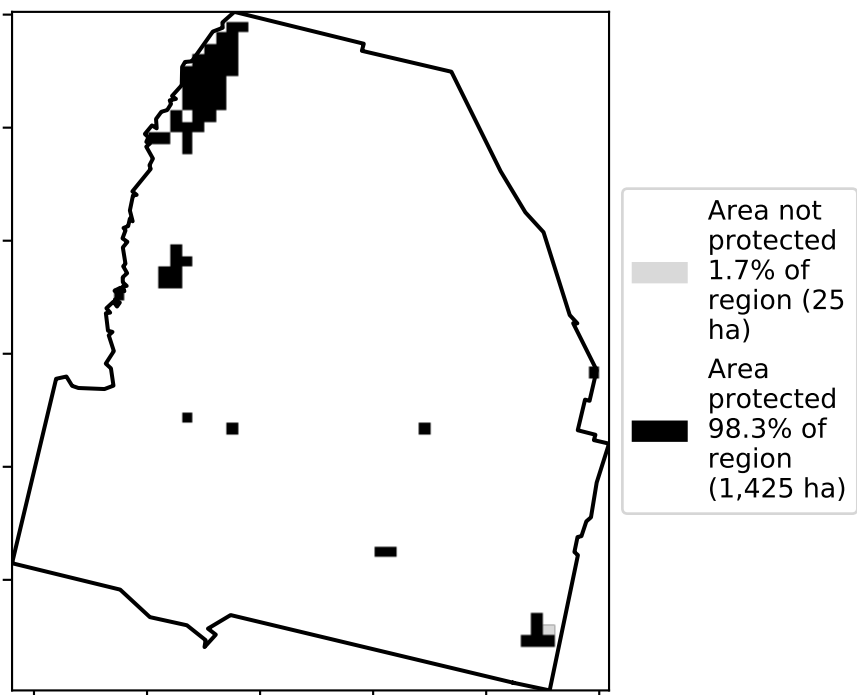 Area not
protected
1.7% of
region (25
ha)
Area
protected
98.3% of
region
(1,425 ha)